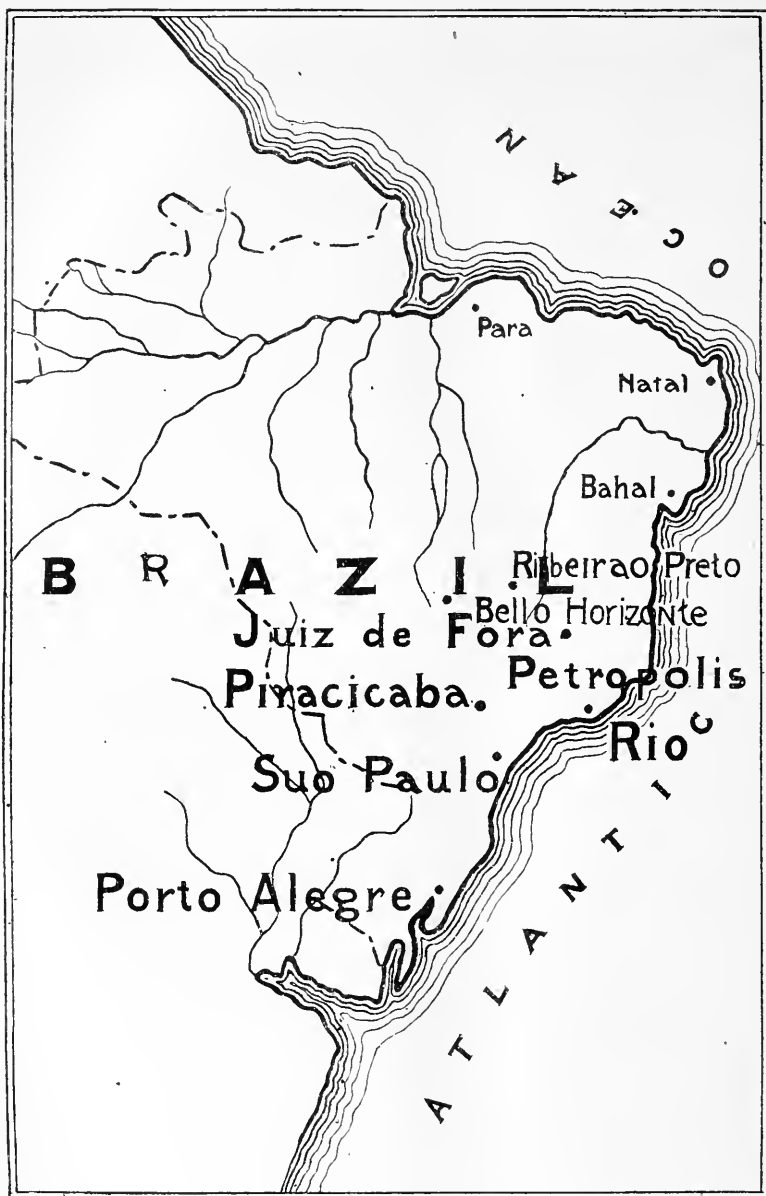 OCEAN
Para
Natal
Bahal
BRAZIL
Ribeirao Preto
Bello Horizonte
Juiz de Fora
Petropolis
Piracicaba
Rio
Suo Paulo
Porto Alegre
ATLANTIC